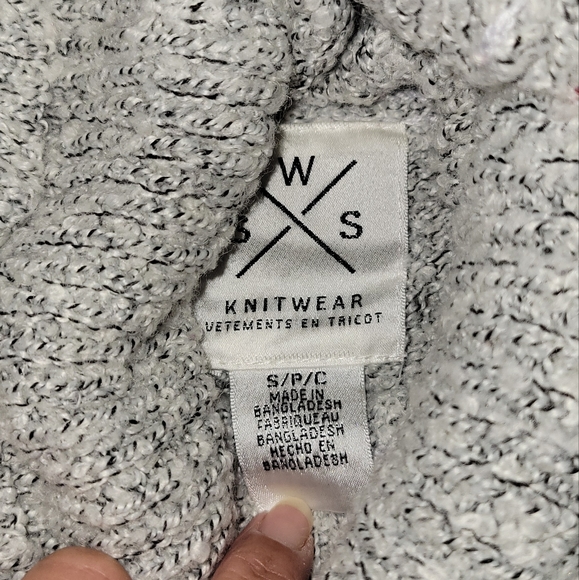 W
S S
KNITWEAR
VETEMENTS EN TRICOT
S/P/C
MADE IN
BANGLADESH
FABRIQUEAU
BANGLADESH
HECHO EN
BANGLADESH